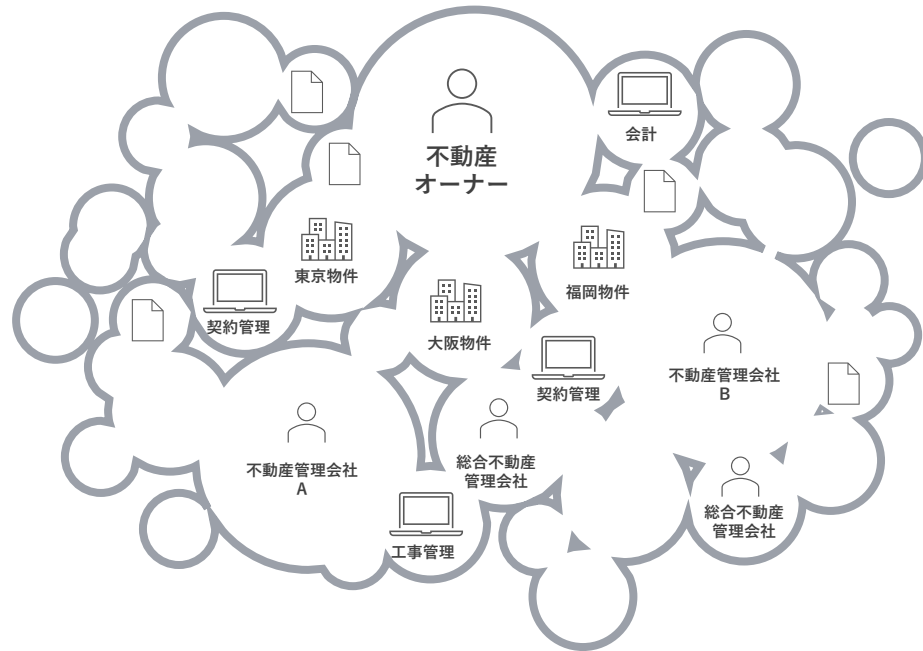 会計
不動産
オーナー
東京物件
福岡物件
契約管理
大阪物件
契約管理
不動産管理会社
B
不動産管理会社
A
総合不動産
管理会社
総合不動産
管理会社
工事管理